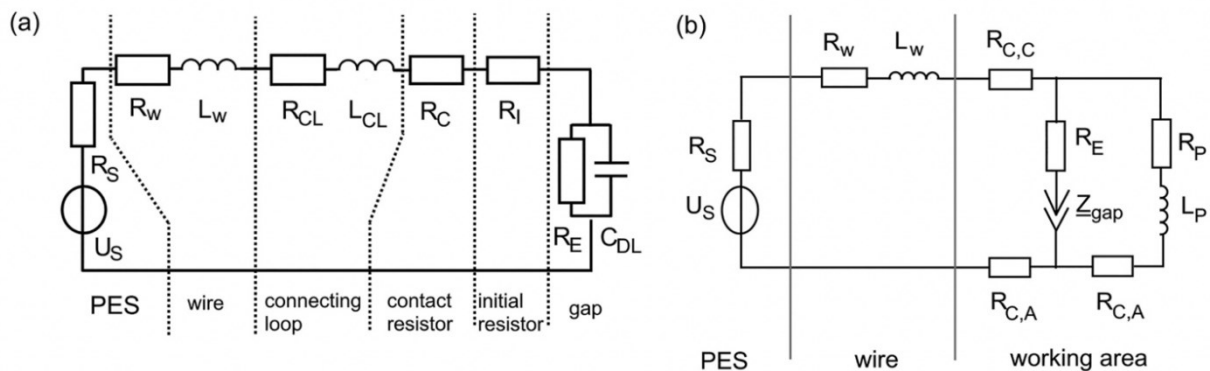 (a)
R_W
L_W
R_CL
L_CL
R_C
R_I
R_S
U_S
R_E
C_DL
PES
wire
connecting
loop
contact
resistor
initial
resistor
gap
(b)
R_w
L_w
R_C,C
R_S
U_S
R_E
Z_gap
R_P
L_P
R_C,A
R_C,A
PES
wire
working area